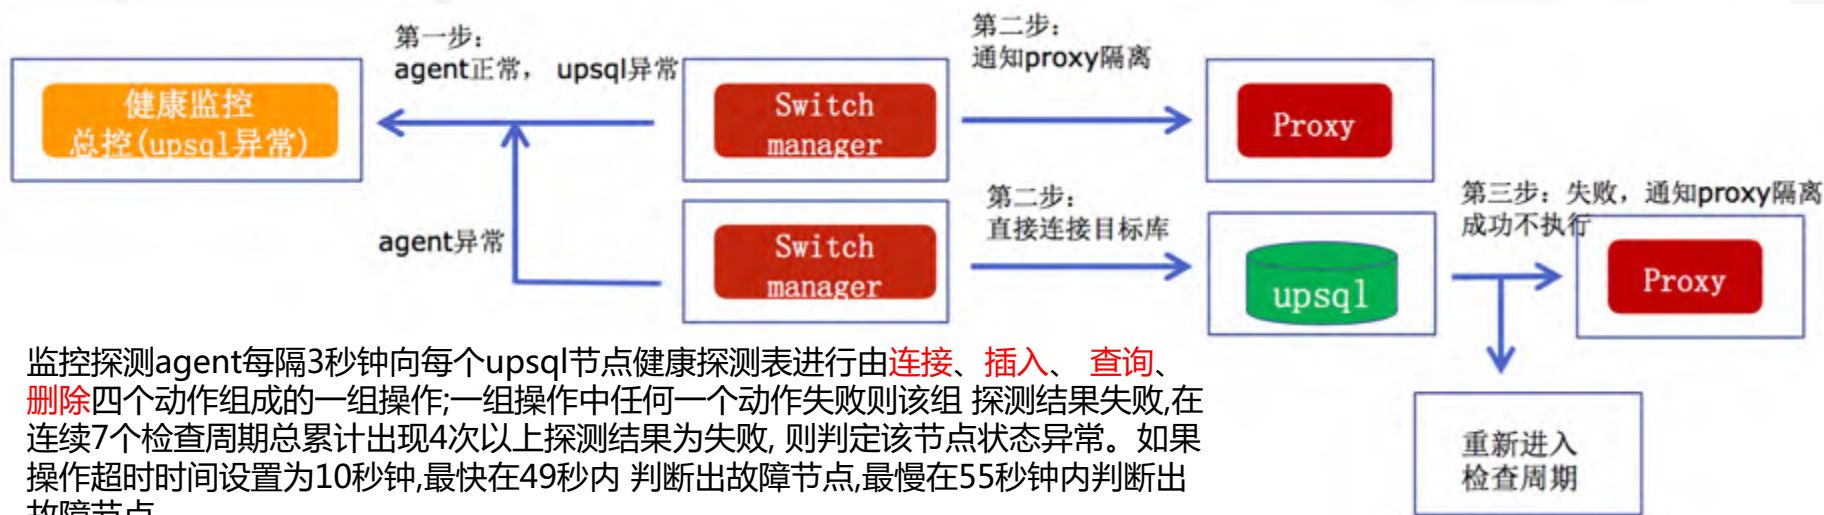 第一步：
agent正常， upsql异常
第二步：
通知proxy隔离
健康监控
总控(upsql异常)
Switch
manager
Proxy
agent异常
Switch
manager
第二步：
直接连接目标库
upsql
第三步：失败，通知proxy隔离
成功不执行
Proxy
重新进入
检查周期
监控探测agent每隔3秒钟向每个upsql节点健康探测表进行由连接、插入、 查询、
删除四个动作组成的一组操作;一组操作中任何一个动作失败则该组 探测结果失败,在
连续7个检查周期总累计出现4次以上探测结果为失败, 则判定该节点状态异常。如果
操作超时时间设置为10秒钟,最快在49秒内 判断出故障节点,最慢在55秒钟内判断出
故障节点